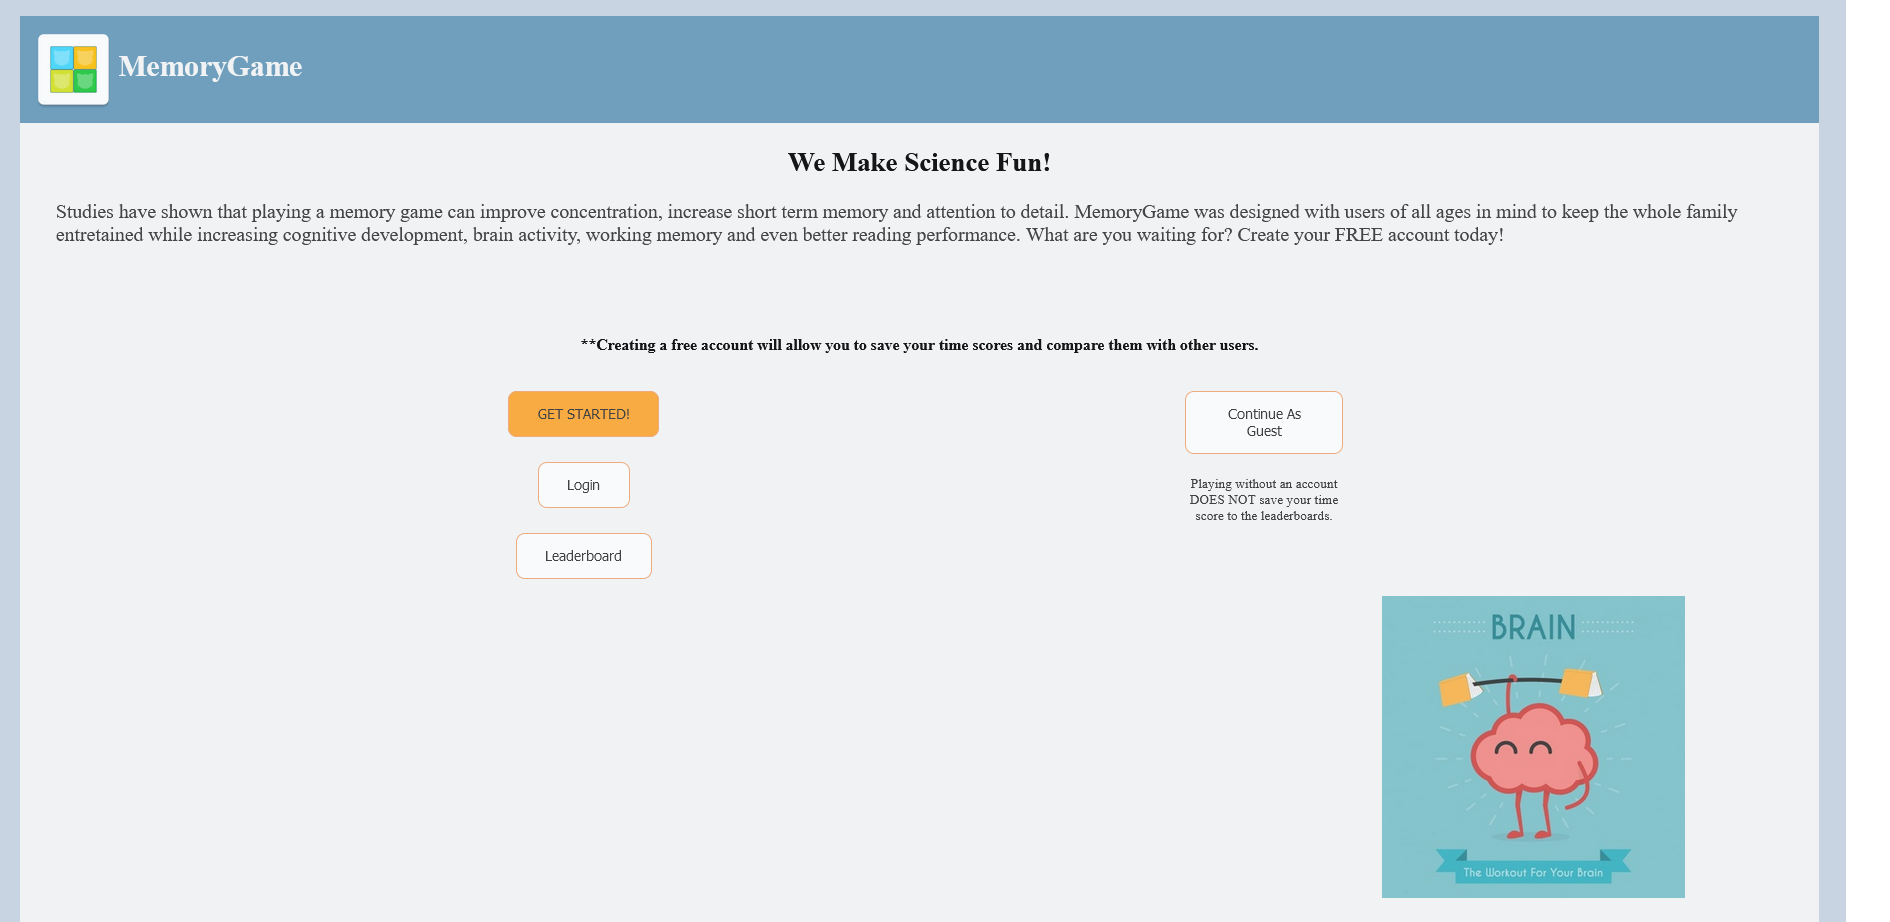 MemoryGame
We Make Science Fun!
Studies have shown that playing a memory game can improve concentration, increase short term memory and attention to detail. MemoryGame was designed with users of all ages in mind to keep the whole family
entretained while increasing cognitive development, brain activity, working memory and even better reading performance. What are you waiting for? Create your FREE account today!
**Creating a free account will allow you to save your time scores and compare them with other users.
GET STARTED!
Login
Leaderboard
Continue As
Guest
Playing without an account
DOES NOT save your time
score to the leaderboards.
BRAIN
The Workout For Your Brain